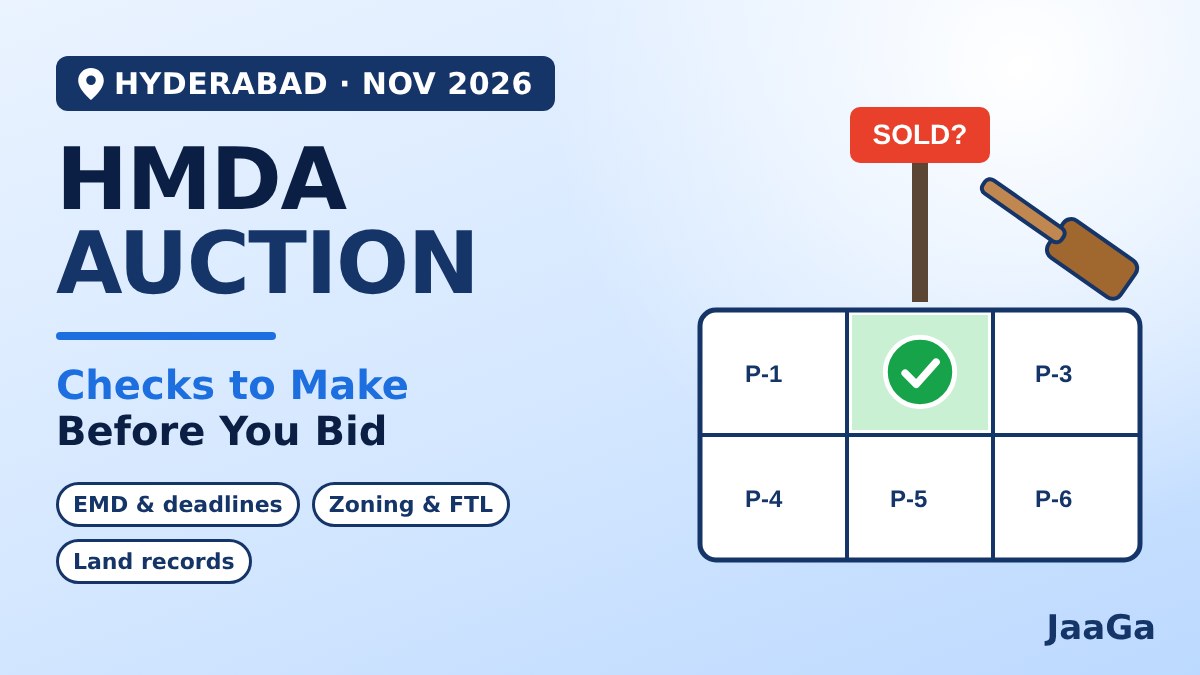 HYDERABAD · NOV 2026
HMDA
AUCTION
Checks to Make
Before You Bid
EMD & deadlines
Zoning & FTL
Land records
SOLD?
P-1
P-3
P-4
P-5
P-6
JaaGa